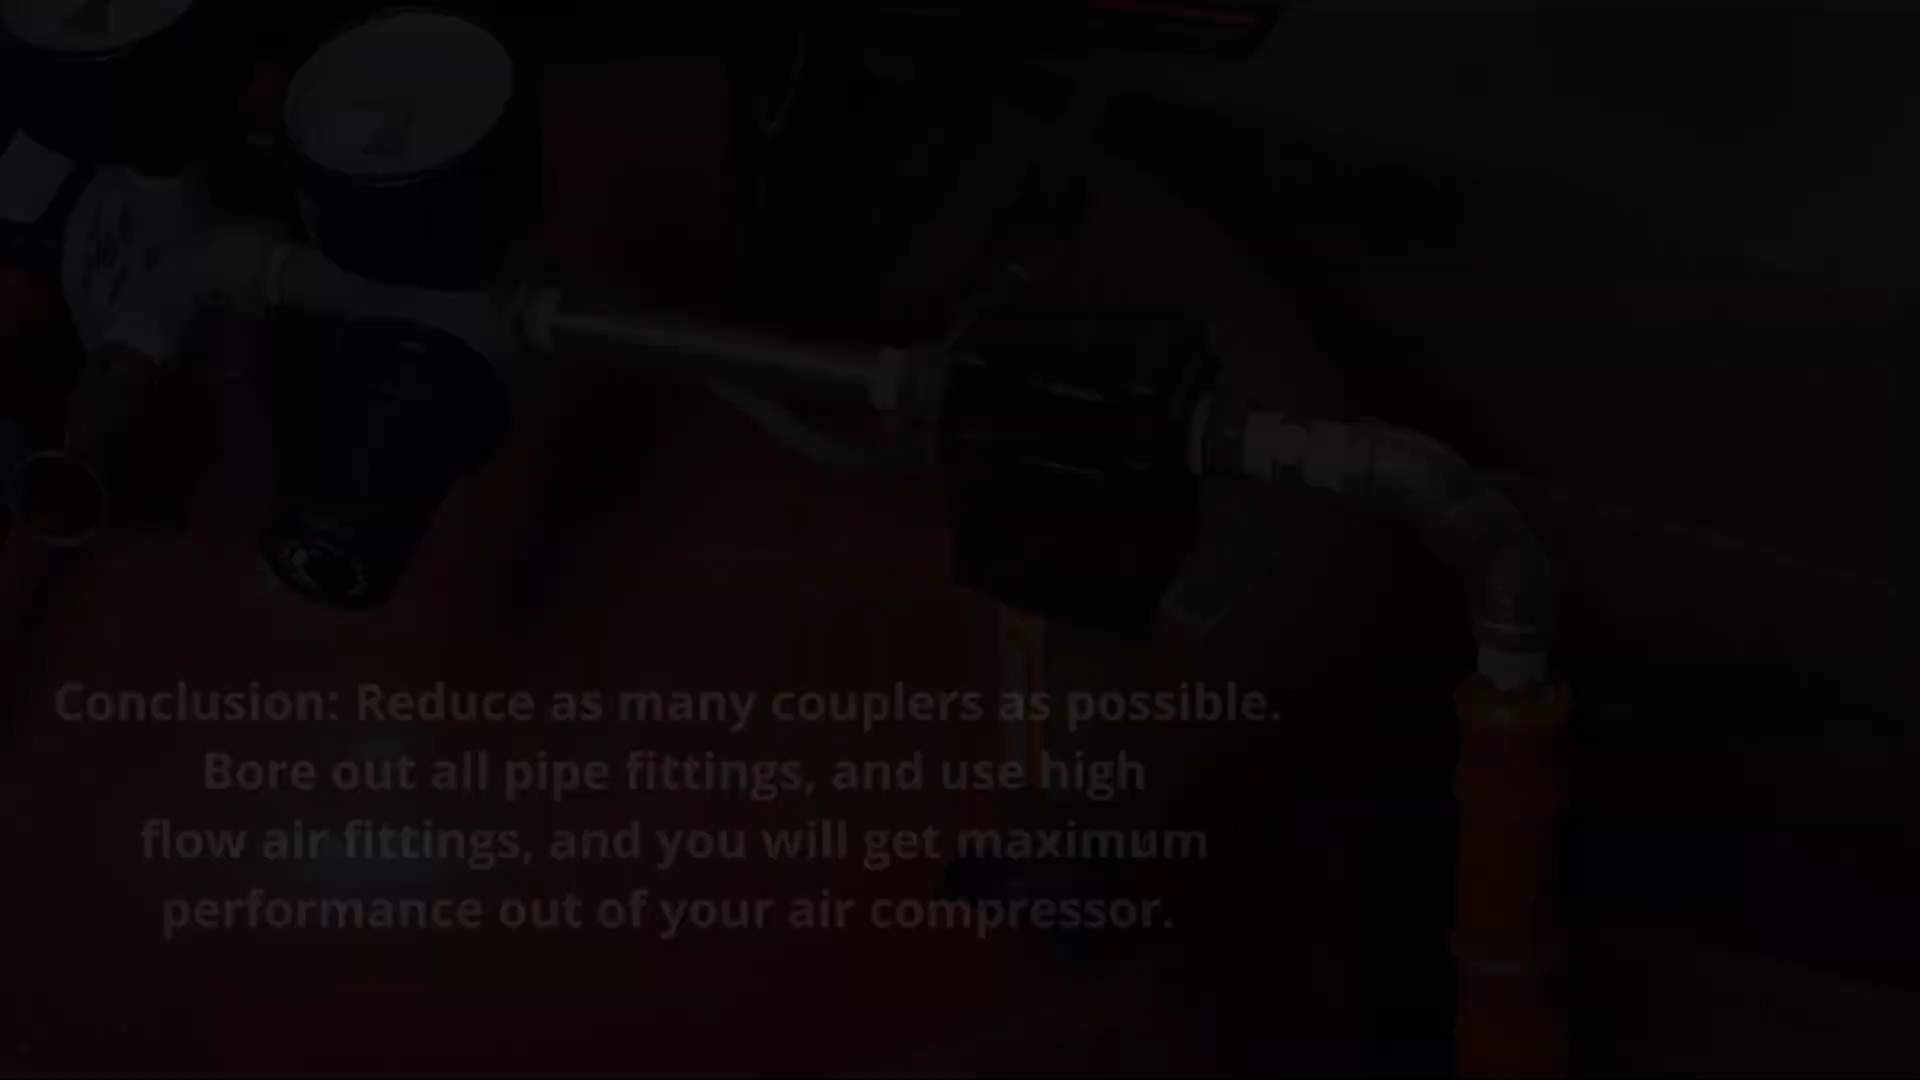 Conclusion: Reduce as many couplers as possible.
Bore out all pipe fittings, and use high
flow air fittings, and you will get maximum
performance out of your air compressor.